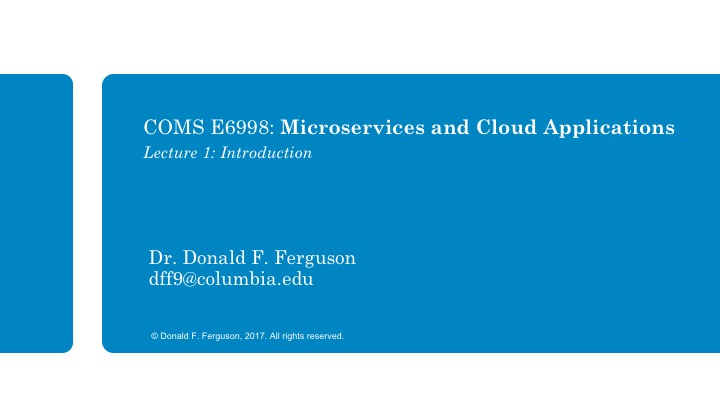 COMS E6998: Microservices and Cloud Applications
Lecture 1: Introduction
Dr. Donald F. Ferguson
dff9@columbia.edu
© Donald F. Ferguson, 2017. All rights reserved.